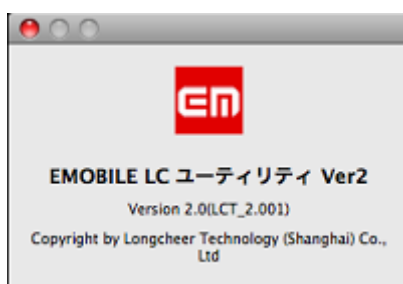 EM
EMOBILE LC ユーティリティ Ver2
Version 2.0(LCT_2.001)
Copyright by Longcheer Technology (Shanghai) Co.,
Ltd